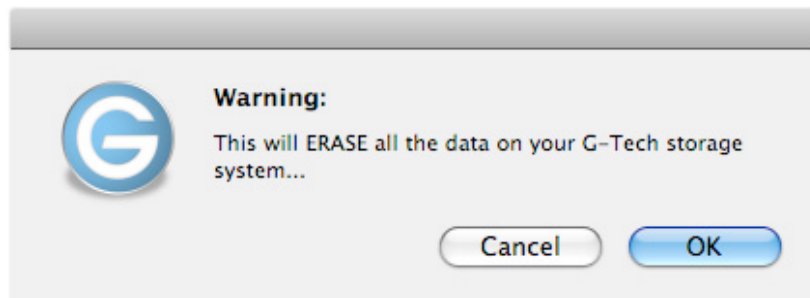 G
Warning:
This will ERASE all the data on your G-Tech storage
system...
Cancel OK